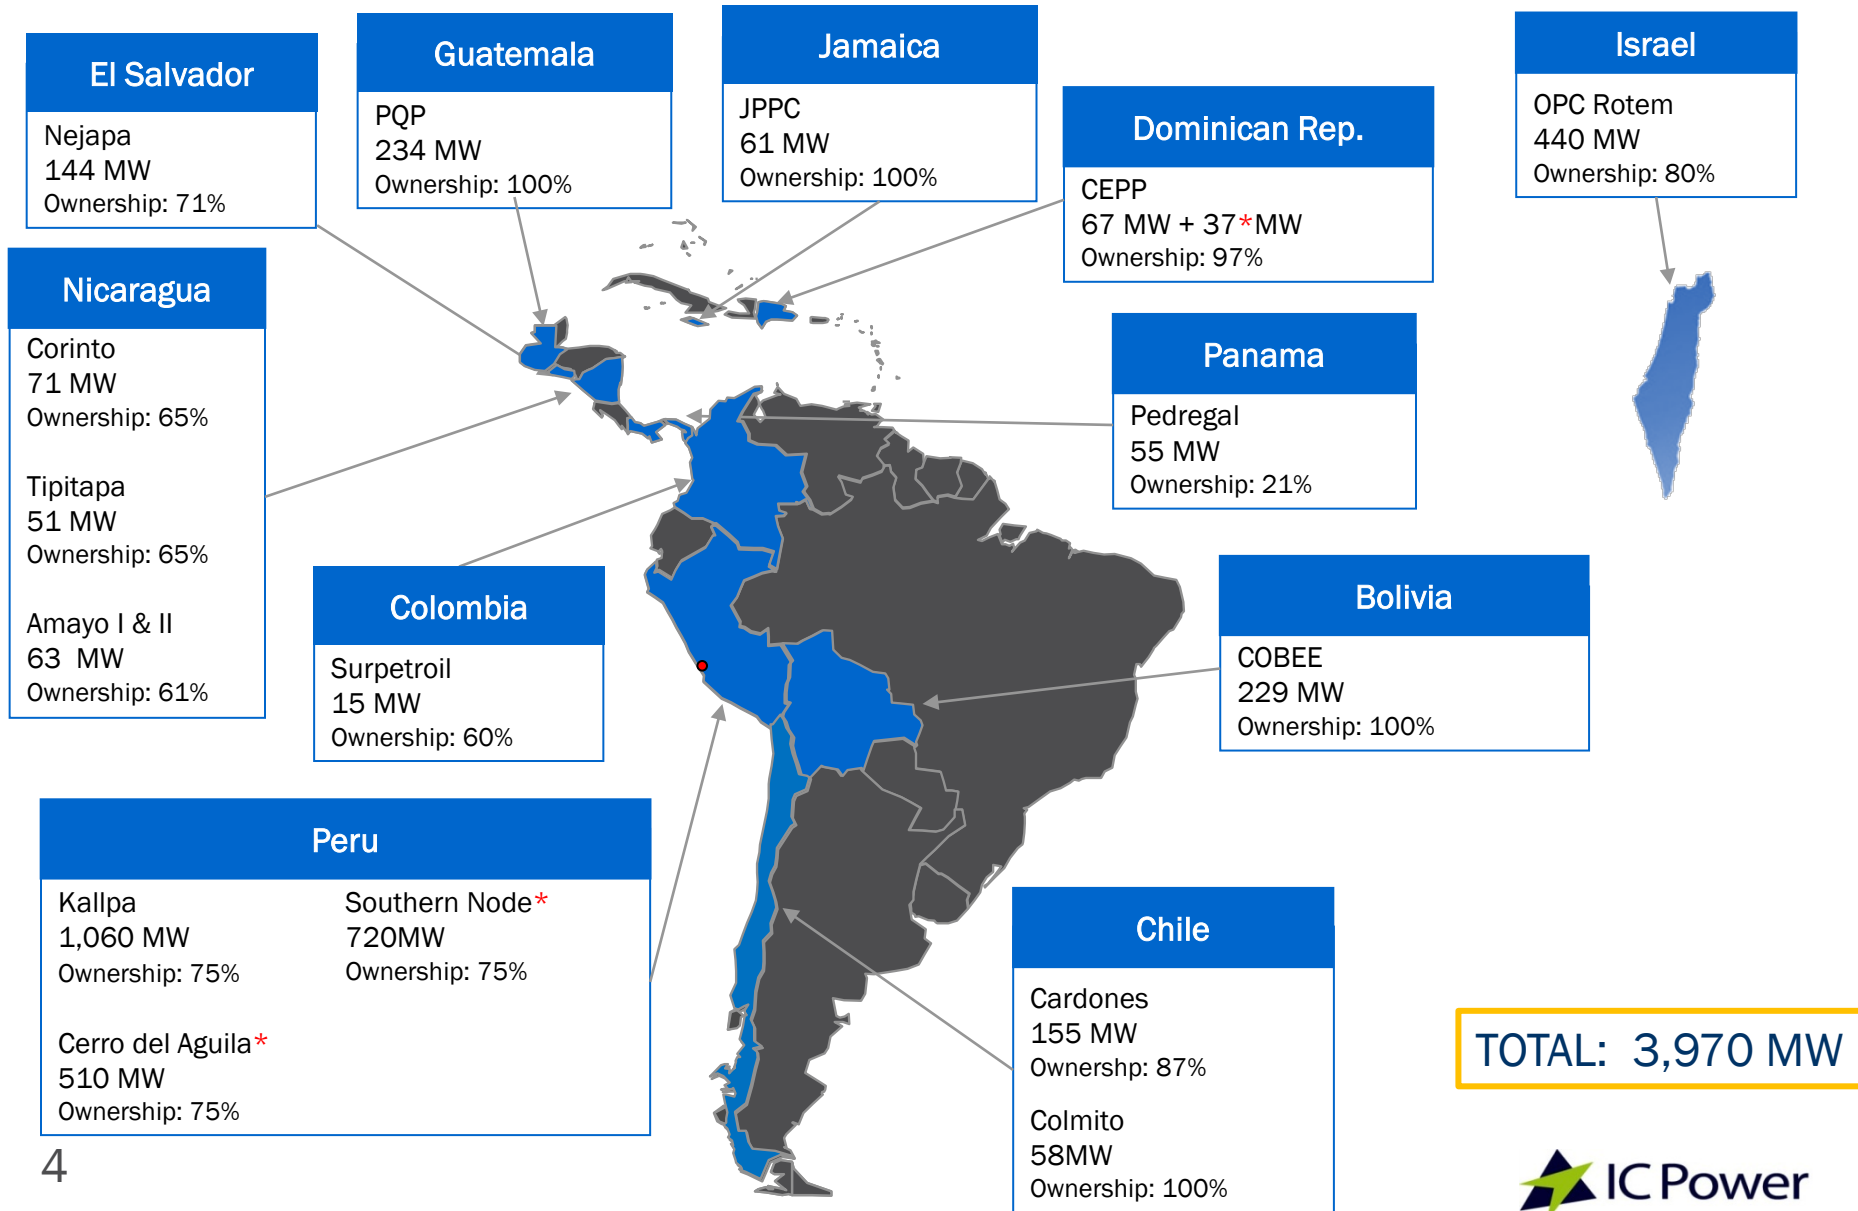 El Salvador
Nejapa
144 MW
Ownership: 71%
Guatemala
PQP
234 MW
Ownership: 100%
Jamaica
JPPC
61 MW
Ownership: 100%
Dominican Rep.
CEPP
67 MW + 37*MW
Ownership: 97%
Israel
OPC Rotem
440 MW
Ownership: 80%
Nicaragua
Corinto
71 MW
Ownership: 65%
Tipitapa
51 MW
Ownership: 65%
Amayo I & II
63 MW
Ownership: 61%
Panama
Pedregal
55 MW
Ownership: 21%
Colombia
Surpetroil
15 MW
Ownership: 60%
Bolivia
COBEE
229 MW
Ownership: 100%
Peru
Kallpa
1,060 MW
Ownership: 75%
Southern Node*
720MW
Ownership: 75%
Cerro del Aguila*
510 MW
Ownership: 75%
Chile
Cardones
155 MW
Ownershp: 87%
Colmito
58MW
Ownership: 100%
TOTAL: 3,970 MW
4
IC Power